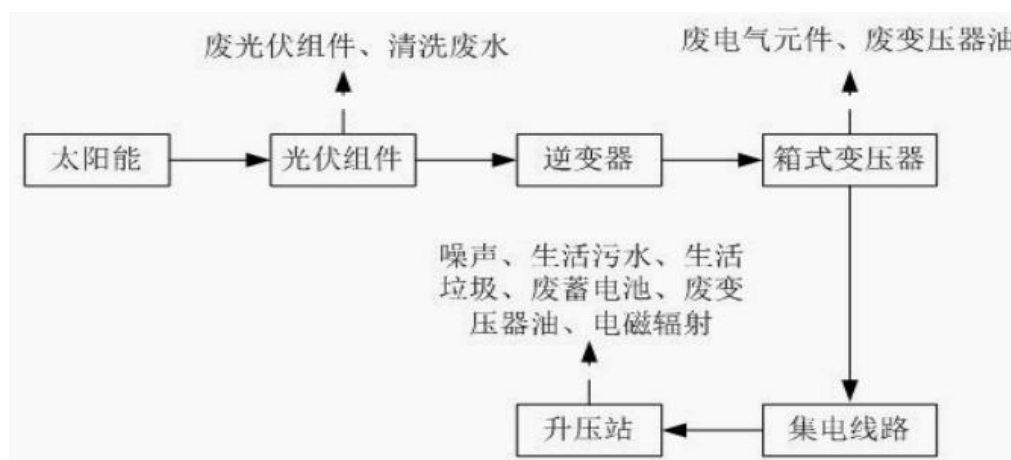 废光伏组件、清洗废水
废电气元件、废变压器油
太阳能
光伏组件
逆变器
箱式变压器
噪声、生活污水、生活
垃圾、废蓄电池、废变
压器油、电磁辐射
升压站
集电线路